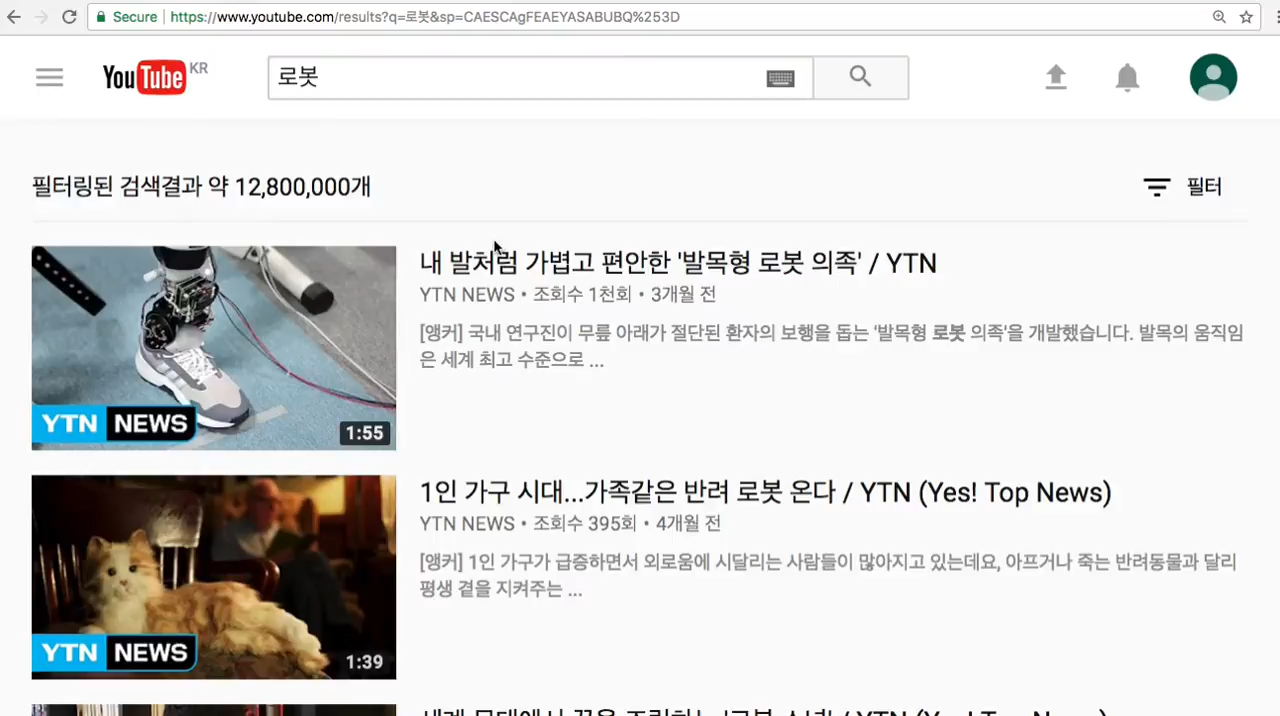 Secure https://www.youtube.com/results?q=로봇&sp=CAESCAgFEAEYASABUBQ%253D
YouTube KR
로봇
필터링된 검색결과 약 12,800,000개
필터
내 발처럼 가볍고 편안한 '발목형 로봇 의족' / YTN
YTN NEWS • 조회수 1천회 • 3개월 전
[앵커] 국내 연구진이 무릎 아래가 절단된 환자의 보행을 돕는 '발목형 로봇 의족'을 개발했습니다. 발목의 움직임
은 세계 최고 수준으로 ...
YTN NEWS
1:55
1인 가구 시대...가족같은 반려 로봇 온다 / YTN (Yes! Top News)
YTN NEWS • 조회수 395회 • 4개월 전
[앵커] 1인 가구가 급증하면서 외로움에 시달리는 사람들이 많아지고 있는데요, 아프거나 죽는 반려동물과 달리
평생 곁을 지켜주는 ...
YTN NEWS
1:39
/ YTN (Yes! Top News)